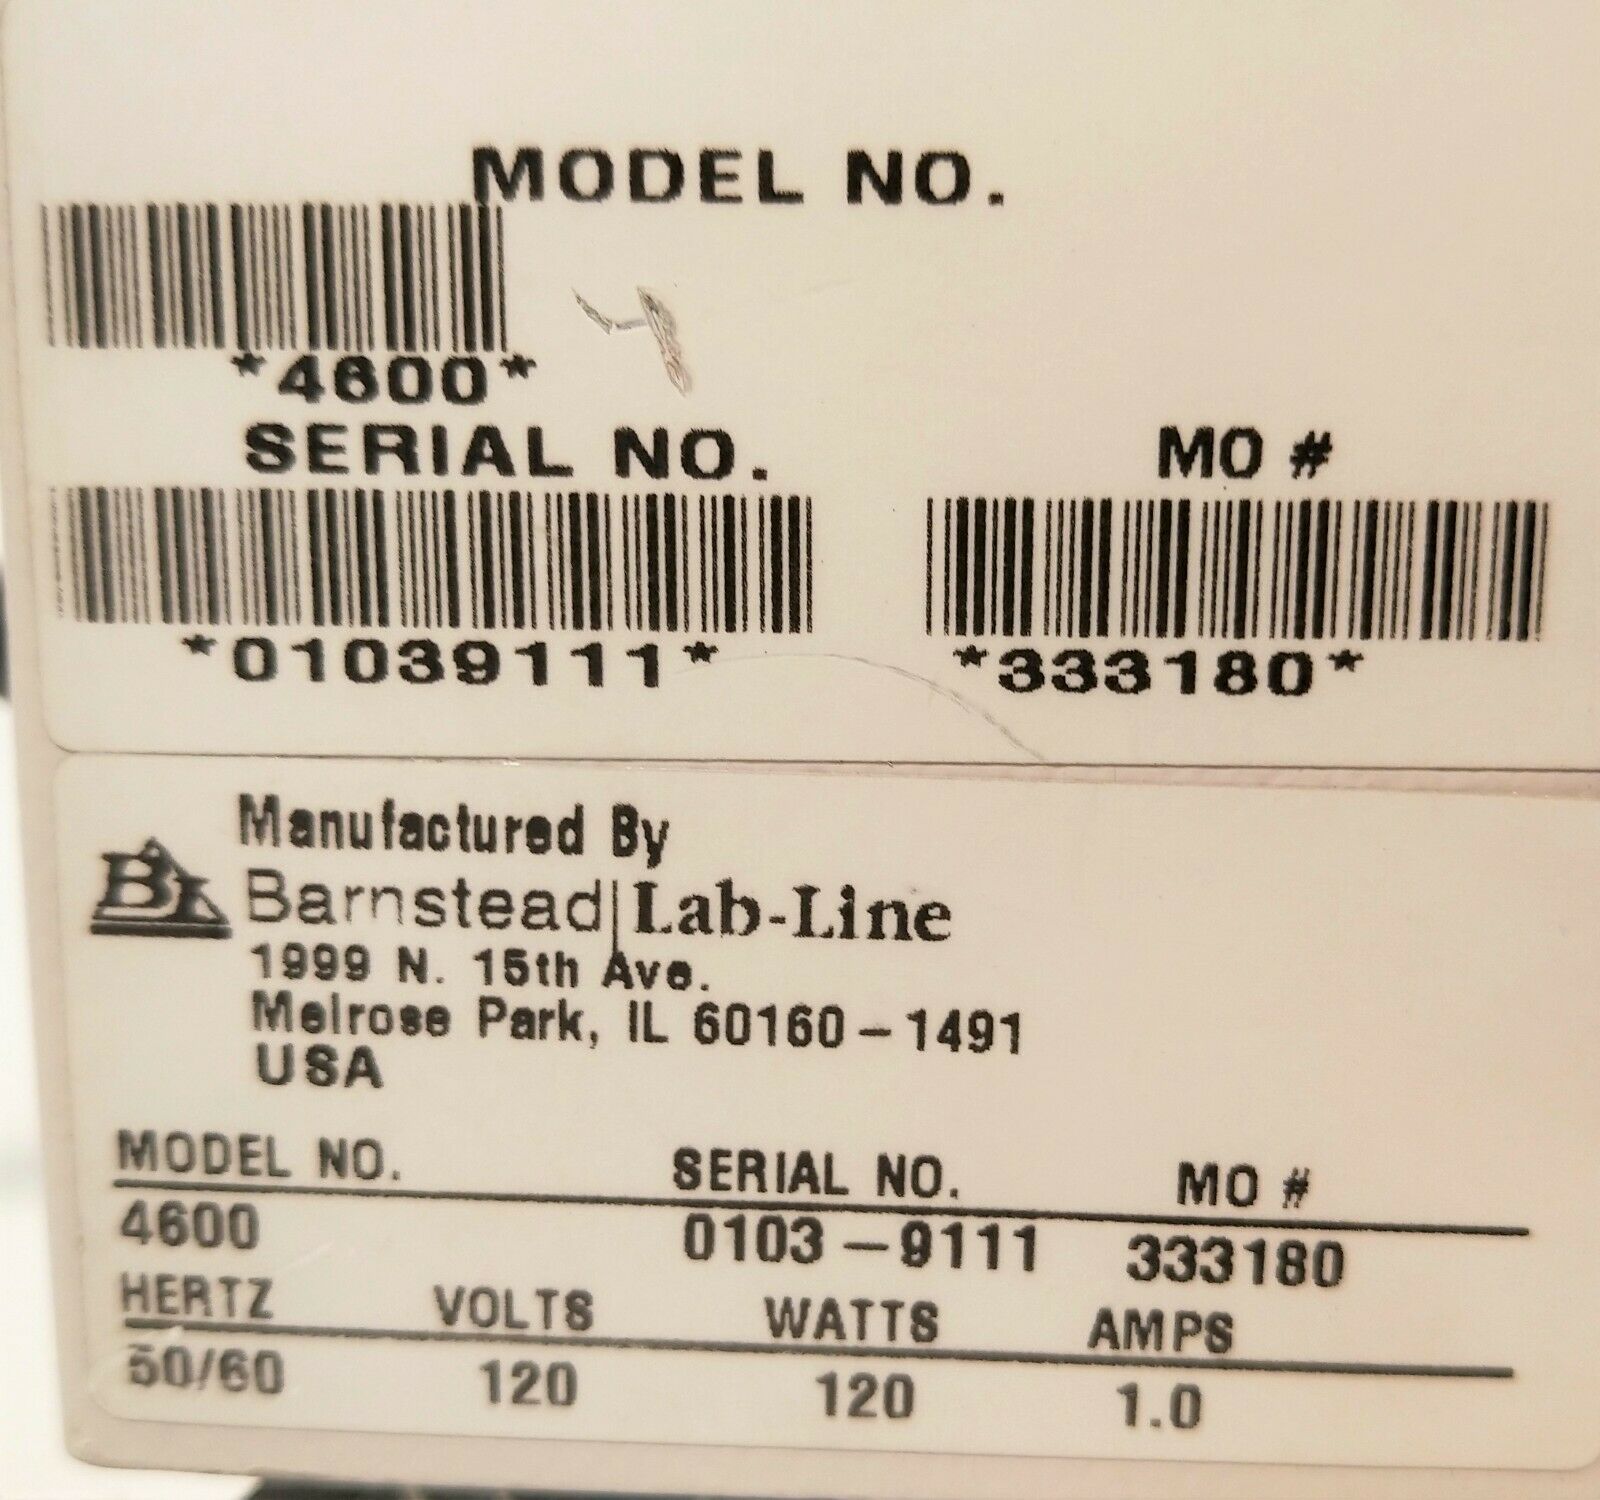 MODEL NO.
*4600*
SERIAL NO. MO #
*01039111* *333180*
Manufactured By
BL Barnstead|Lab-Line
1999 N. 15th Ave.
Melrose Park, IL 60160-1491
USA
MODEL NO. SERIAL NO. MO #
4600 0103-9111 333180
HERTZ VOLTS WATTS AMPS
50/60 120 120 1.0